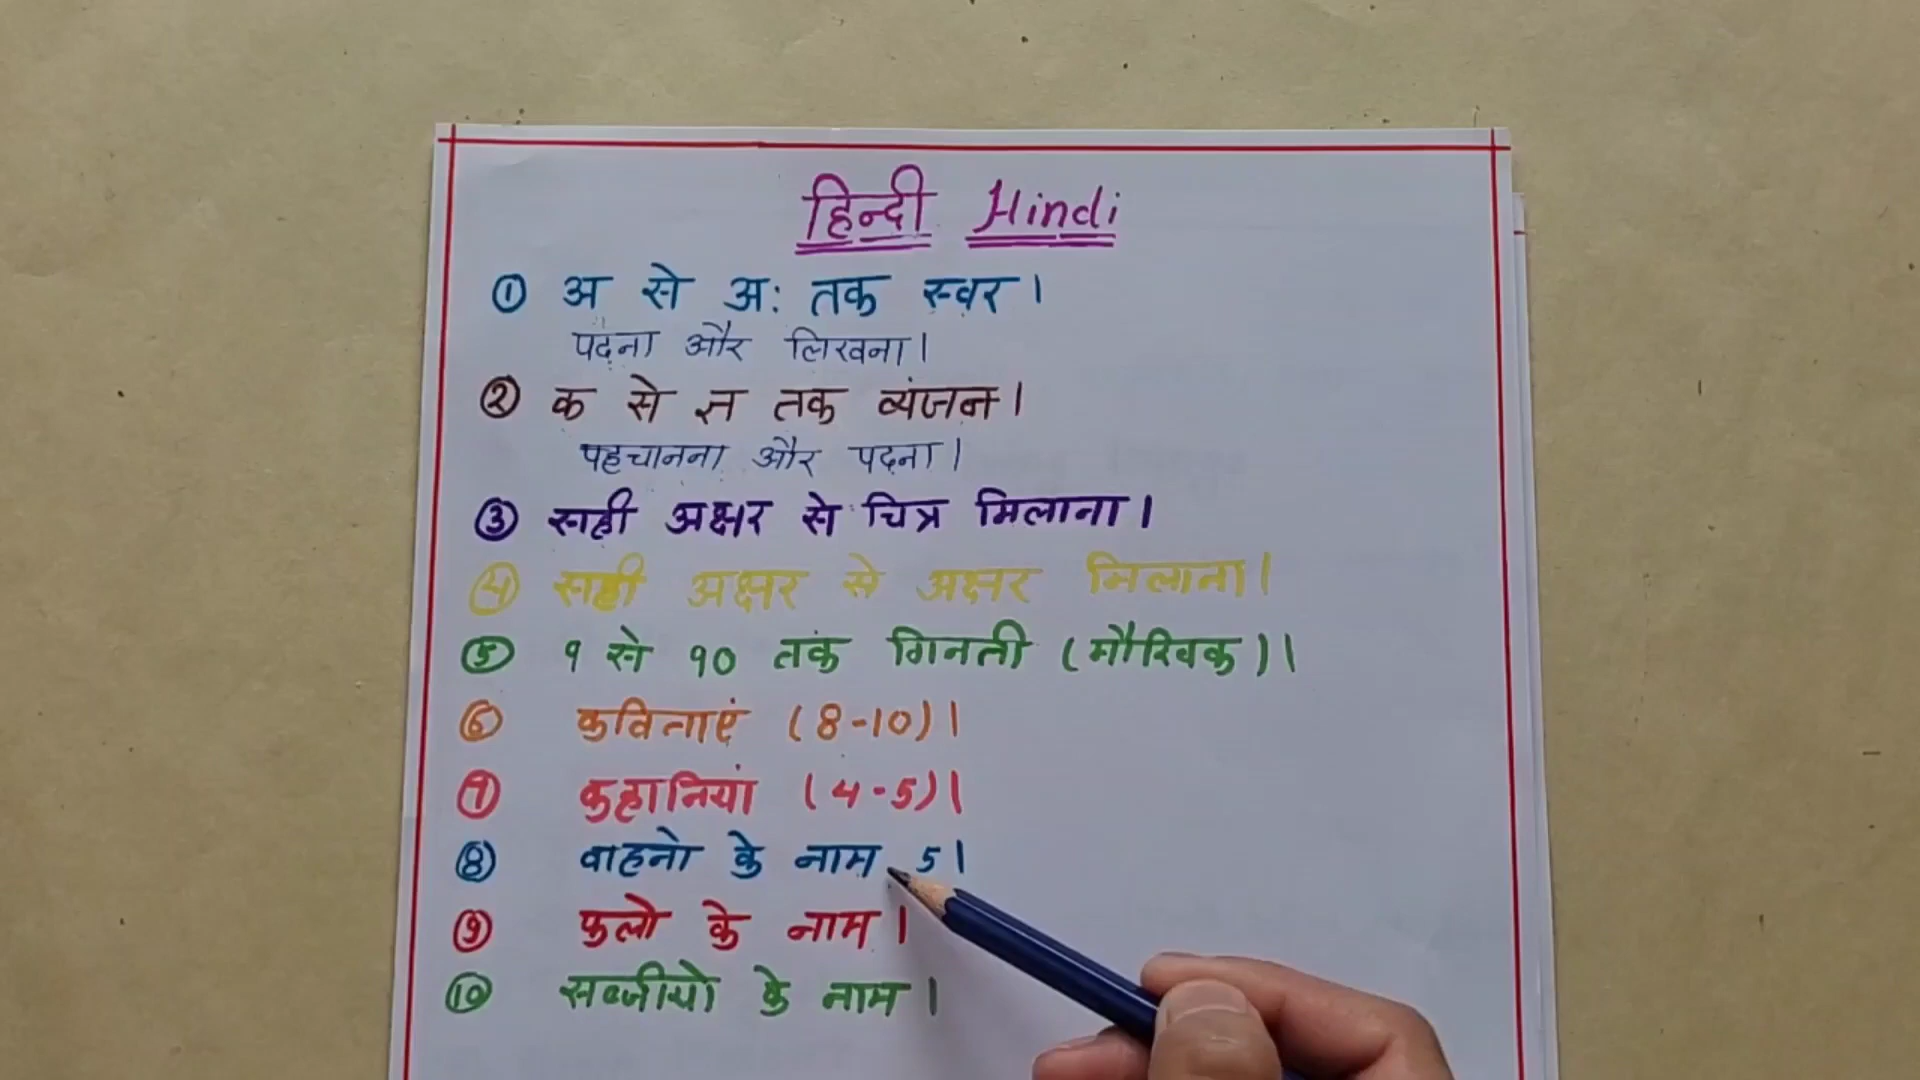 हिन्दी Hindi
① अ से अः तक स्वर।
पढ़ना और लिखना।
② क से ज्ञ तक व्यंजन।
पहचानना और पढ़ना।
③ सही अक्षर से चित्र मिलाना।
④ सही अक्षर से अक्षर मिलाना।
⑤ १ से १० तक गिनती (मौखिक)।
⑥ कविताएं (8-10)।
⑦ कहानियां (4-5)।
⑧ वाहनो के नाम 5।
⑨ फुलो के नाम।
⑩ सब्जीयो के नाम।